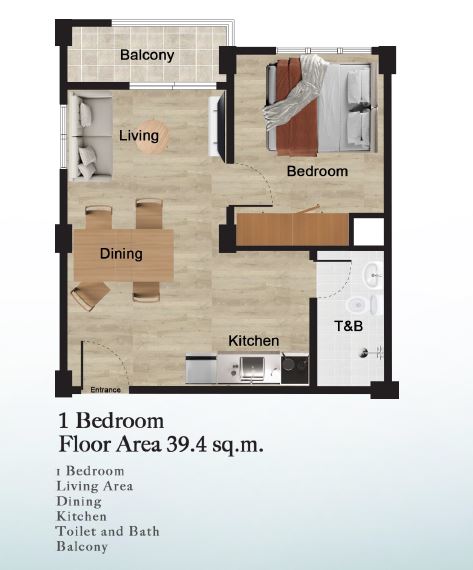 Balcony
Living
Bedroom
Dining
T&B
Kitchen
Entrance
1 Bedroom
Floor Area 39.4 sq.m.
1 Bedroom
Living Area
Dining
Kitchen
Toilet and Bath
Balcony